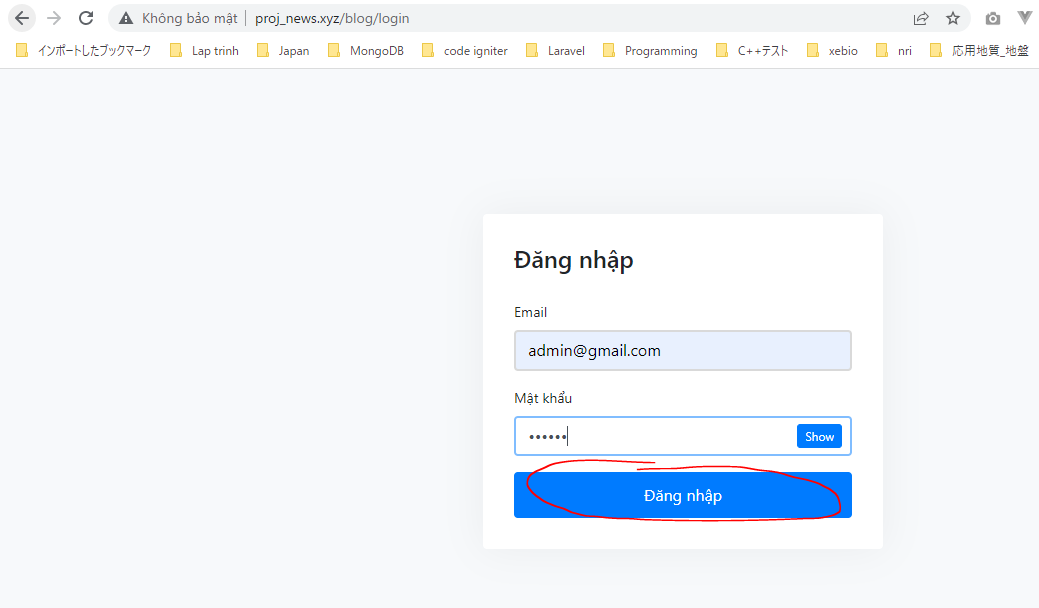 Không bảo mật proj_news.xyz/blog/login
インポートしたブックマーク Lap trinh Japan MongoDB code igniter Laravel Programming C++テスト xebio nri 応用地質_地盤
Đăng nhập
Email
admin@gmail.com
Mật khẩu
•••••• Show
Đăng nhập